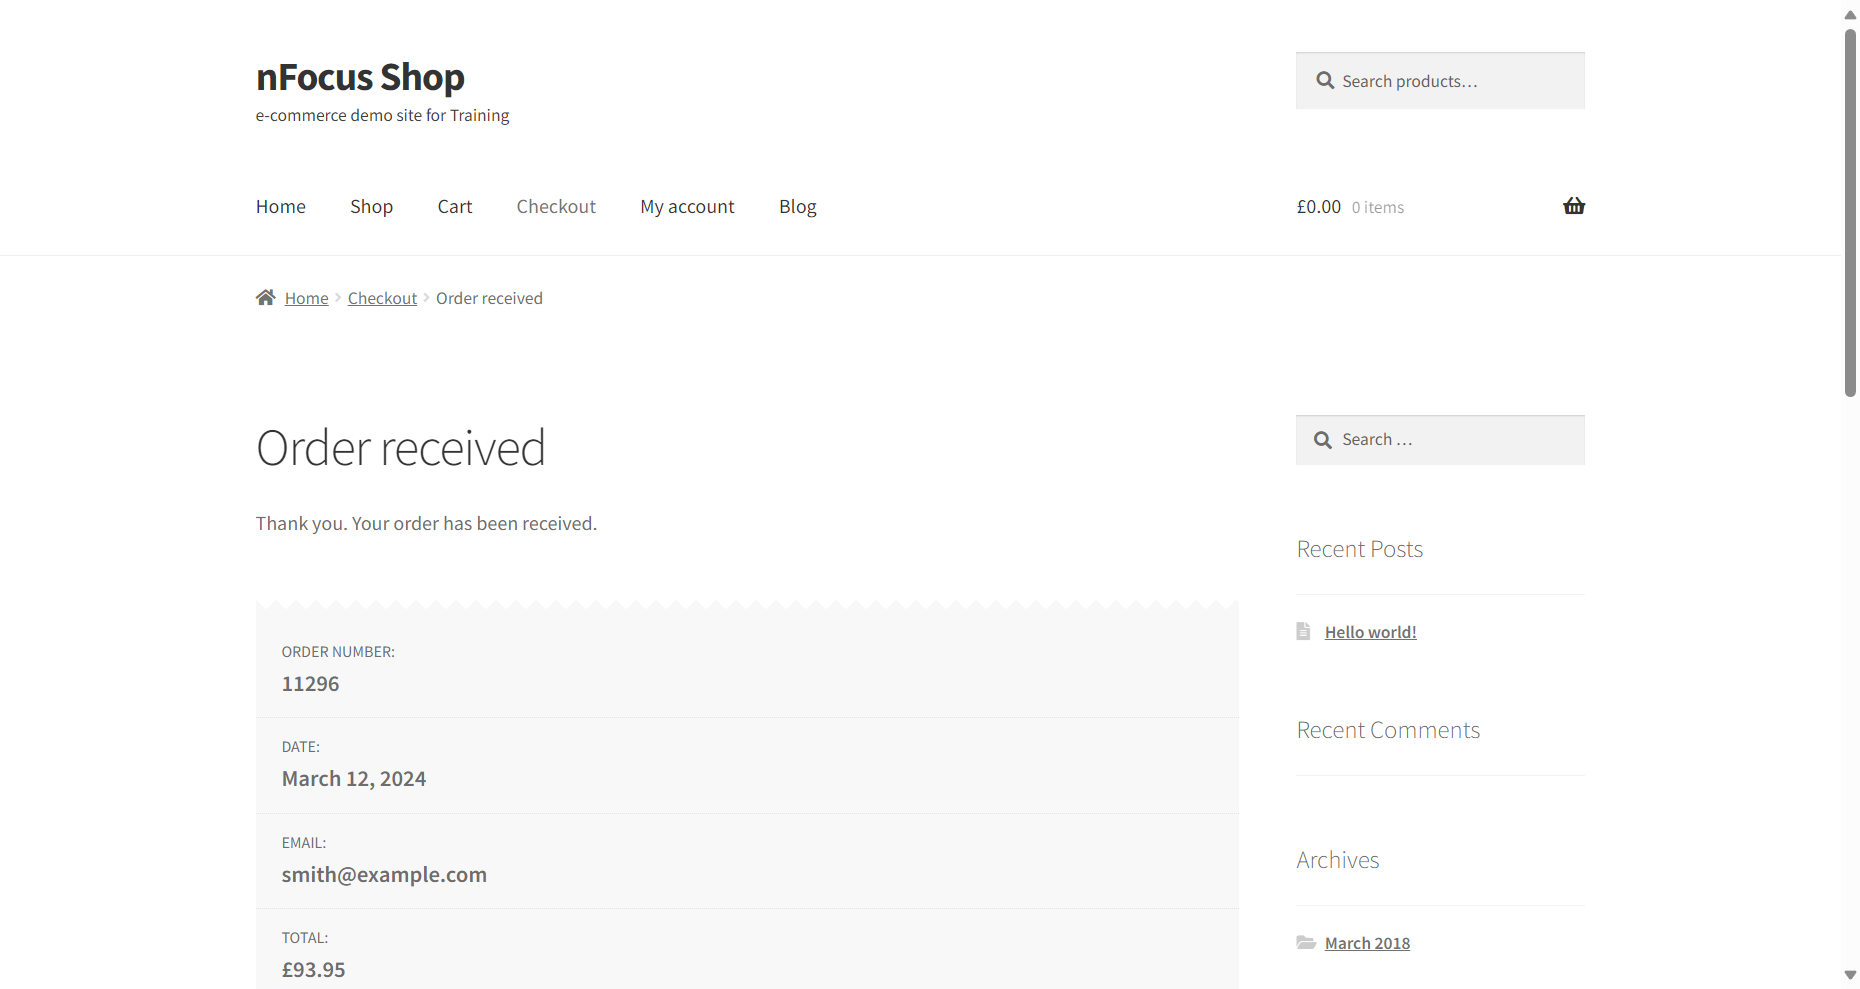 nFocus Shop
e-commerce demo site for Training
Search products…
Home Shop Cart Checkout My account Blog
£0.00 0 items
Home Checkout Order received
Order received
Thank you. Your order has been received.
ORDER NUMBER:
11296
DATE:
March 12, 2024
EMAIL:
smith@example.com
TOTAL:
£93.95
Search …
Recent Posts
Hello world!
Recent Comments
Archives
March 2018